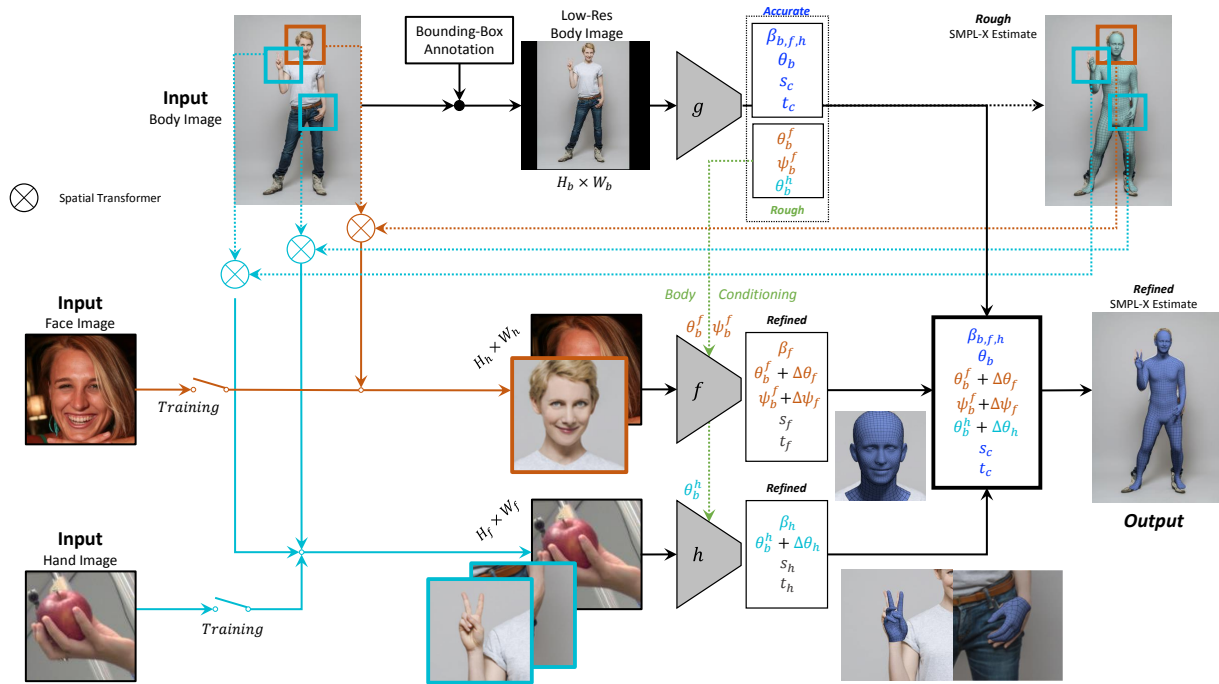 Input
Body Image
Bounding-Box
Annotation
Low-Res
Body Image
H_b × W_b
g
Accurate
β_{b,f,h}
θ_b
s_c
t_c
θ_b^f
ψ_b^f
θ_b^h
Rough
Rough
SMPL-X Estimate
Spatial Transformer
Input
Face Image
Training
H_h × W_h
Body Conditioning
θ_b^f ψ_b^f
f
Refined
β_f
θ_b^f + Δθ_f
ψ_b^f + Δψ_f
s_f
t_f
β_{b,f,h}
θ_b
θ_b^f + Δθ_f
ψ_b^f + Δψ_f
θ_b^h + Δθ_h
s_c
t_c
Refined
SMPL-X Estimate
Output
Input
Hand Image
Training
H_f × W_f
θ_b^h
h
Refined
β_h
θ_b^h + Δθ_h
s_h
t_h